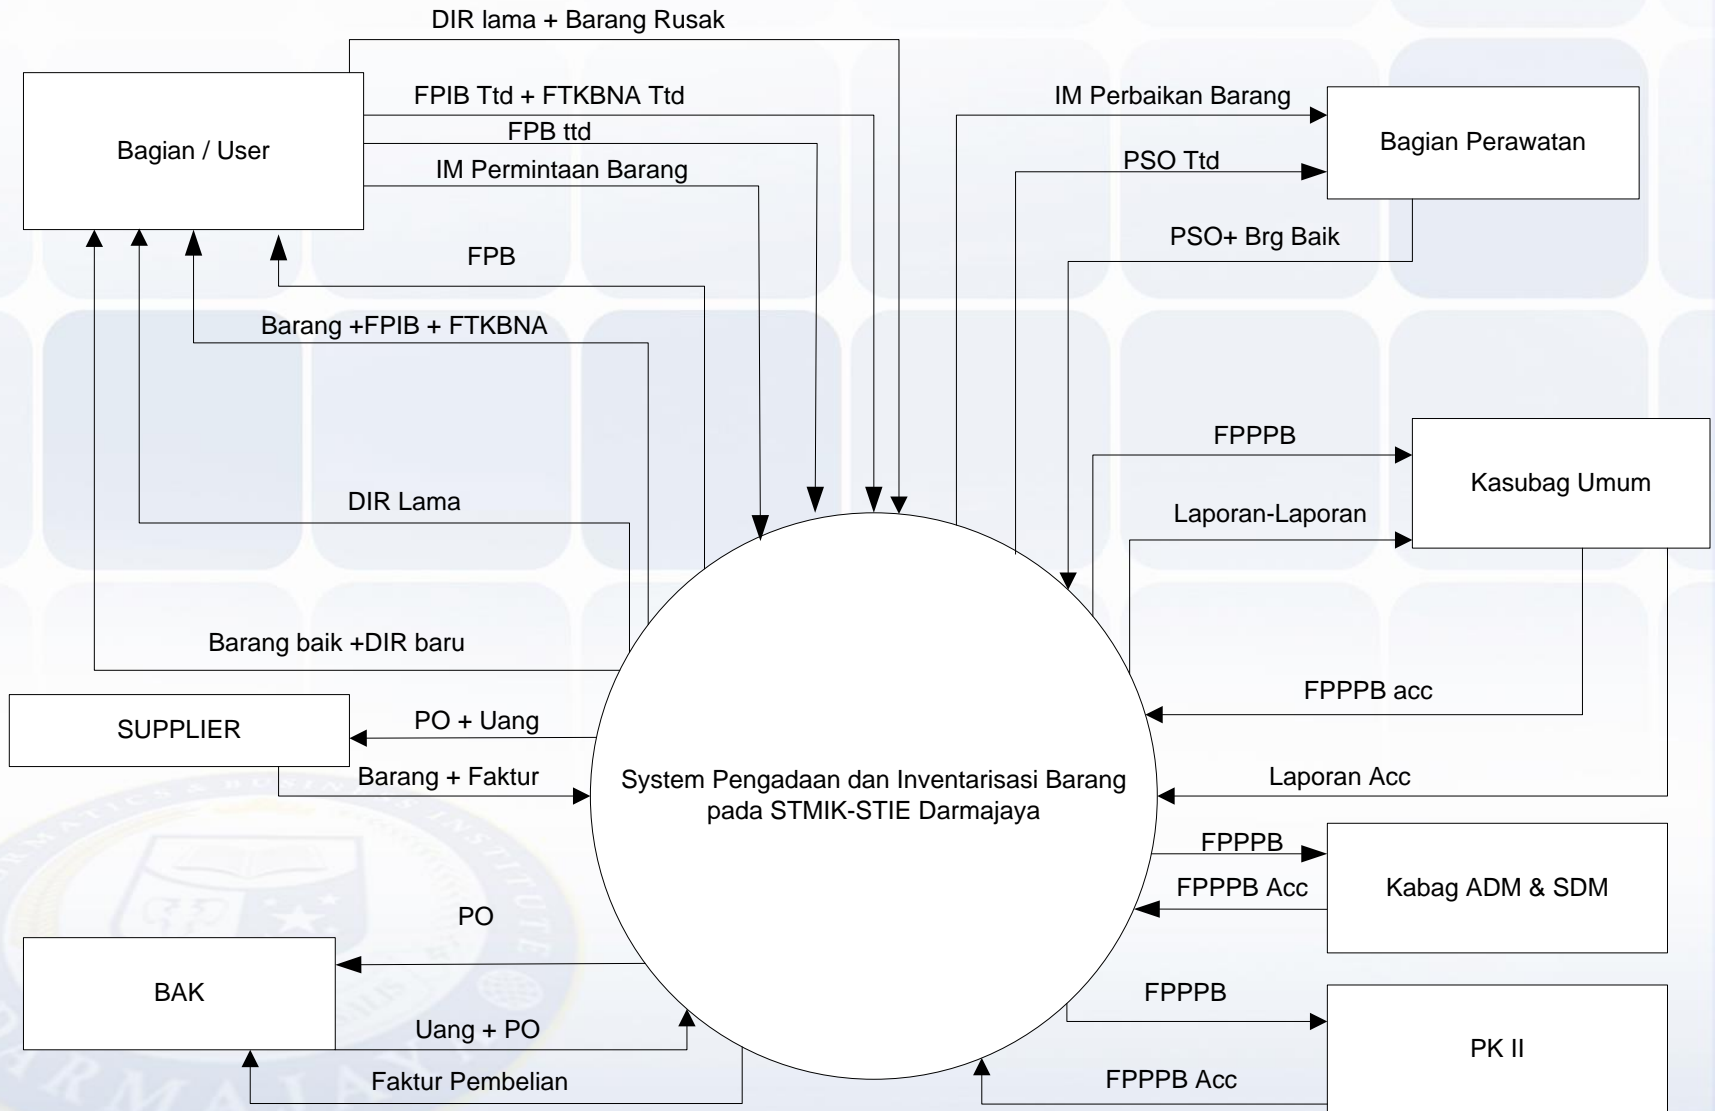 DIR lama + Barang Rusak
FPIB Ttd + FTKBNA Ttd
FPB ttd
IM Permintaan Barang
Bagian / User
FPB
Barang +FPIB + FTKBNA
DIR Lama
Barang baik +DIR baru
IM Perbaikan Barang
Bagian Perawatan
PSO Ttd
PSO+ Brg Baik
FPPPB
Kasubag Umum
Laporan-Laporan
FPPPB acc
Laporan Acc
SUPPLIER
PO + Uang
Barang + Faktur
System Pengadaan dan Inventarisasi Barang
pada STMIK-STIE Darmajaya
FPPPB
FPPPB Acc
Kabag ADM & SDM
PO
BAK
Uang + PO
Faktur Pembelian
FPPPB
PK II
FPPPB Acc
DARMAJAYA